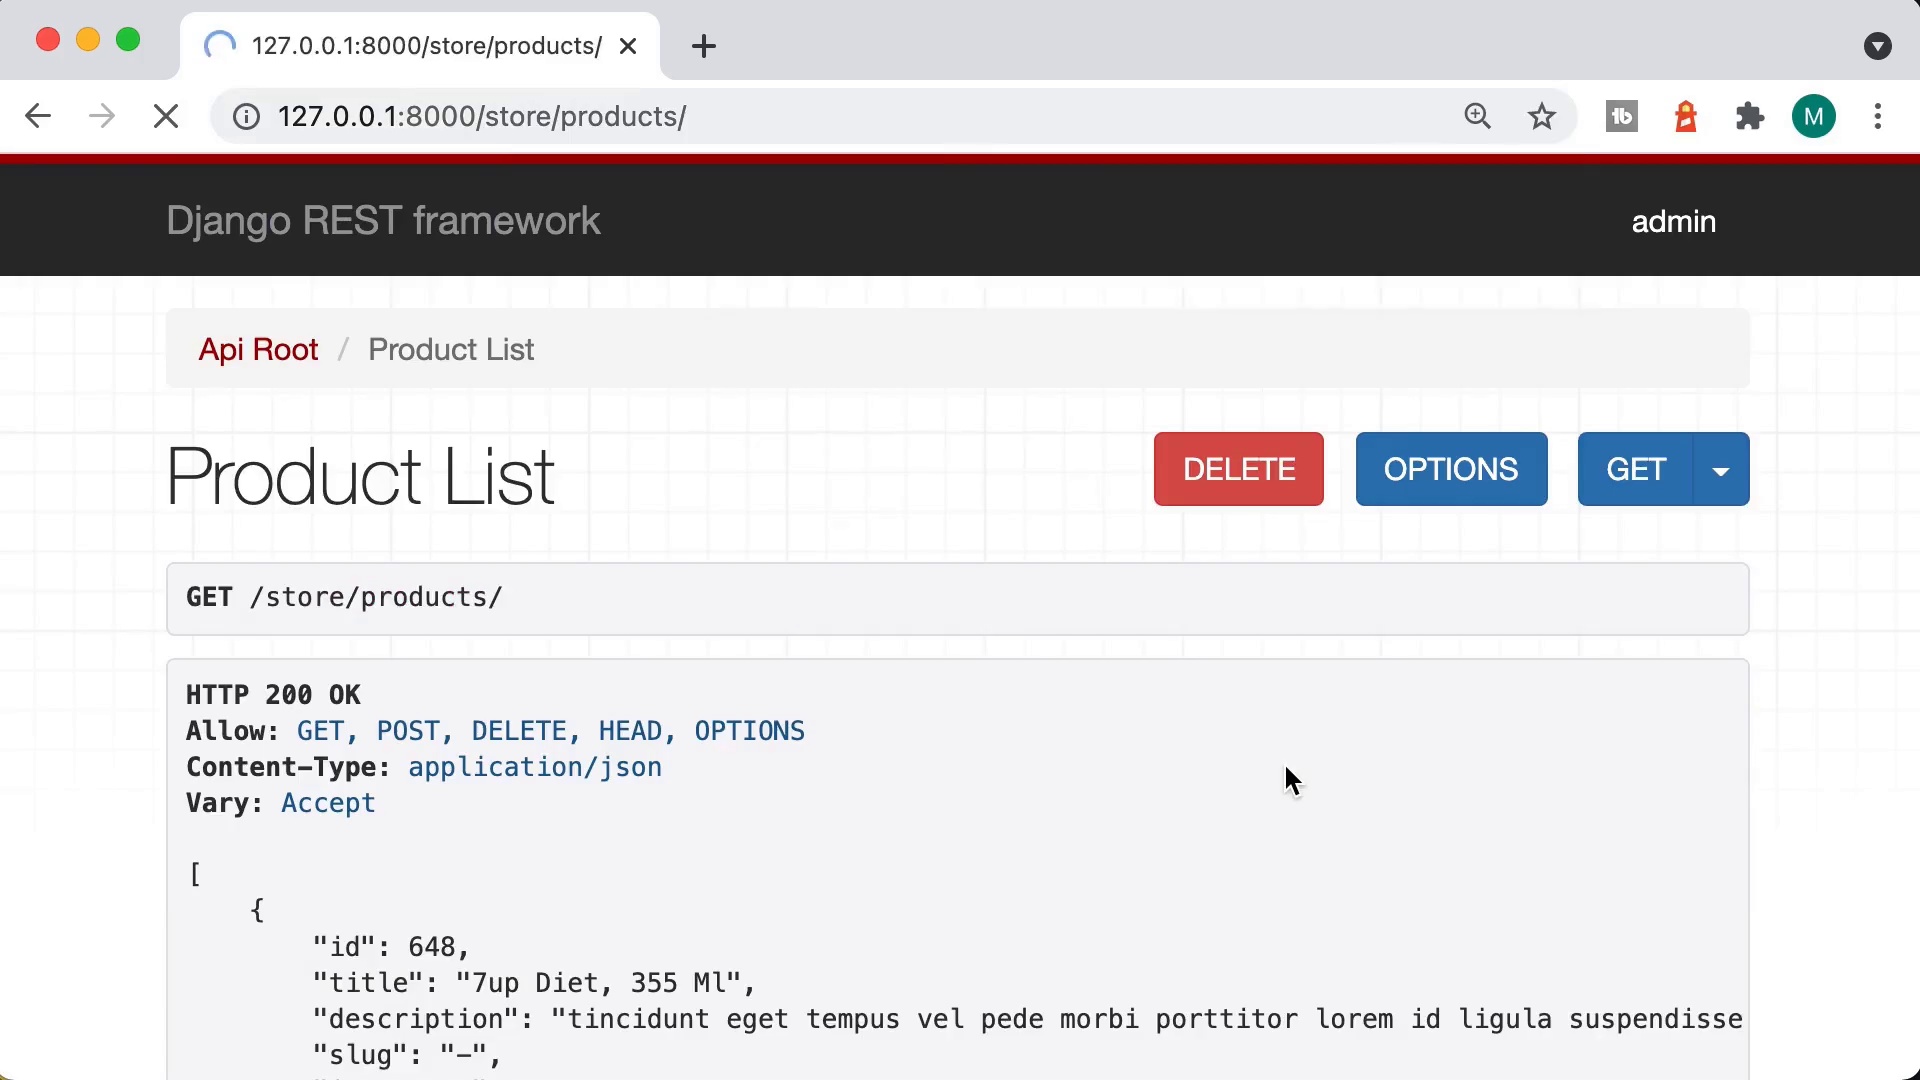 127.0.0.1:8000/store/products/
127.0.0.1:8000/store/products/
M
Django REST framework
admin
Api Root / Product List
Product List
DELETE
OPTIONS
GET
GET /store/products/
HTTP 200 OK
Allow: GET, POST, DELETE, HEAD, OPTIONS
Content-Type: application/json
Vary: Accept
[
{
"id": 648,
"title": "7up Diet, 355 Ml",
"description": "tincidunt eget tempus vel pede morbi porttitor lorem id ligula suspendisse
"slug": "-",